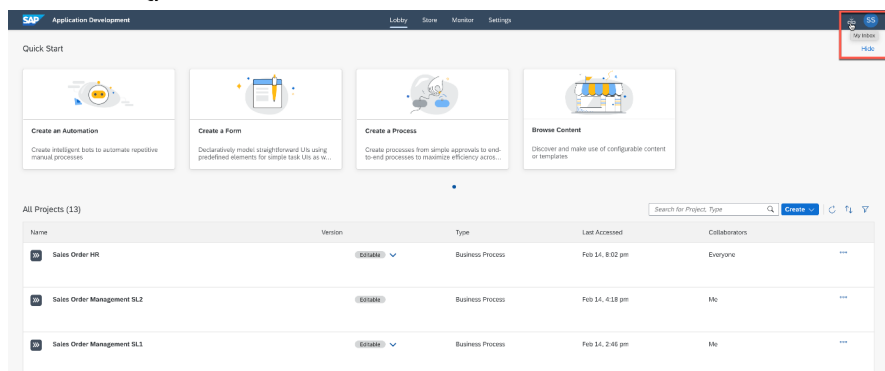 SAP Application Development Lobby Store Monitor Settings SS
My Inbox
Quick Start Hide
Create an Automation
Create intelligent bots to automate repetitive
manual processes
Create a Form
Declaratively model straightforward UIs using
predefined elements for simple task UIs as w...
Create a Process
Create processes from simple approvals to end-
to-end processes to maximize efficiency acros...
Browse Content
Discover and make use of configurable content
or templates
All Projects (13) Search for Project, Type Create
Name Version Type Last Accessed Collaborators
Sales Order HR Editable Business Process Feb 14, 8:02 pm Everyone
Sales Order Management SL2 Editable Business Process Feb 14, 4:18 pm Me
Sales Order Management SL1 Editable Business Process Feb 14, 2:46 pm Me